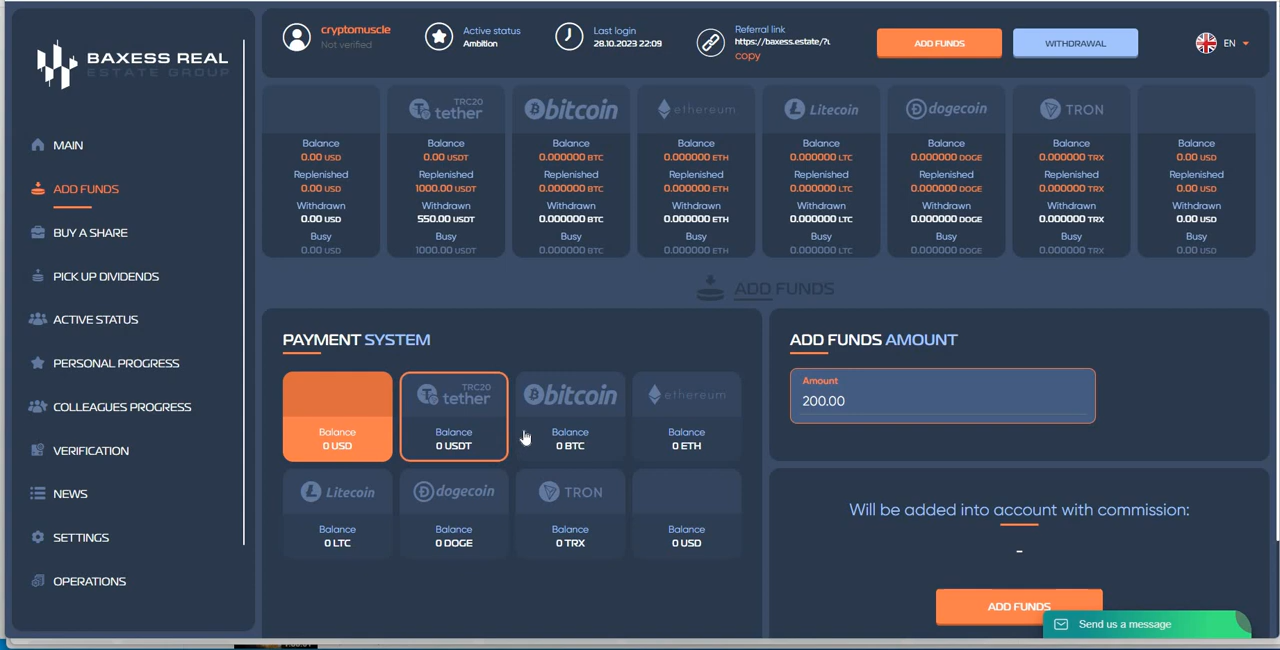 BAXESS REAL
ESTATE GROUP
cryptomuscle
Not verified
Active status
Ambition
Last login
28.10.2023 22:09
Referral link
https://baxess.estate/?u
copy
ADD FUNDS
WITHDRAWAL
EN
MAIN
ADD FUNDS
BUY A SHARE
PICK UP DIVIDENDS
ACTIVE STATUS
PERSONAL PROGRESS
COLLEAGUES PROGRESS
VERIFICATION
NEWS
SETTINGS
OPERATIONS
Balance
0.00 USD
Replenished
0.00 USD
Withdrawn
0.00 USD
Busy
0.00 USD
TRC20
tether
Balance
0.00 USDT
Replenished
1000.00 USDT
Withdrawn
550.00 USDT
Busy
1000.00 USDT
bitcoin
Balance
0.000000 BTC
Replenished
0.000000 BTC
Withdrawn
0.000000 BTC
Busy
0.000000 BTC
ethereum
Balance
0.000000 ETH
Replenished
0.000000 ETH
Withdrawn
0.000000 ETH
Busy
0.000000 ETH
Litecoin
Balance
0.000000 LTC
Replenished
0.000000 LTC
Withdrawn
0.000000 LTC
Busy
0.000000 LTC
dogecoin
Balance
0.000000 DOGE
Replenished
0.000000 DOGE
Withdrawn
0.000000 DOGE
Busy
0.000000 DOGE
TRON
Balance
0.000000 TRX
Replenished
0.000000 TRX
Withdrawn
0.000000 TRX
Busy
0.000000 TRX
Balance
0.00 USD
Replenished
0.00 USD
Withdrawn
0.00 USD
Busy
0.00 USD
ADD FUNDS
PAYMENT SYSTEM
Balance
0 USD
TRC20
tether
Balance
0 USDT
bitcoin
Balance
0 BTC
ethereum
Balance
0 ETH
Litecoin
Balance
0 LTC
dogecoin
Balance
0 DOGE
TRON
Balance
0 TRX
Balance
0 USD
ADD FUNDS AMOUNT
Amount
200.00
Will be added into account with commission:
-
ADD FUNDS
Send us a message